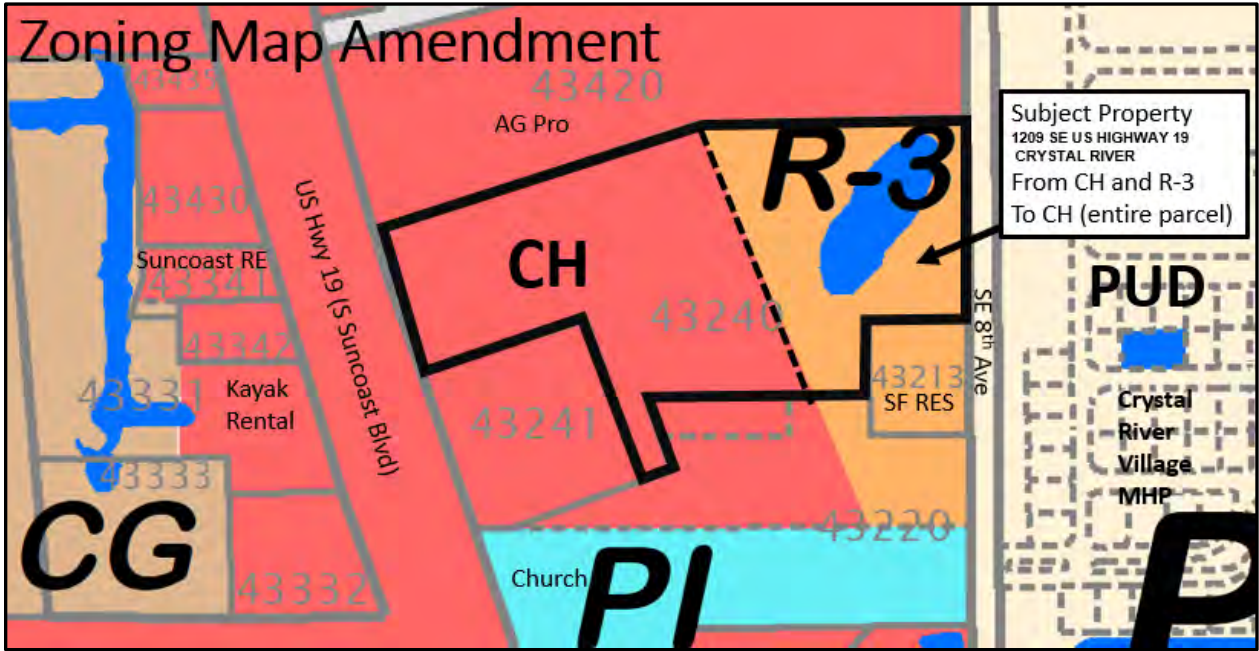 Zoning Map Amendment
43420
AG Pro
R-3
Subject Property
1209 SE US HIGHWAY 19
CRYSTAL RIVER
From CH and R-3
To CH (entire parcel)
43430
Suncoast RE
43341
43342
43331
Kayak
Rental
43333
CG
43332
US Hwy 19 (S Suncoast Blvd)
CH
43240
43241
43213
SF RES
SE 8th Ave
PUD
Crystal
River
Village
MHP
43220
Church
PI
P